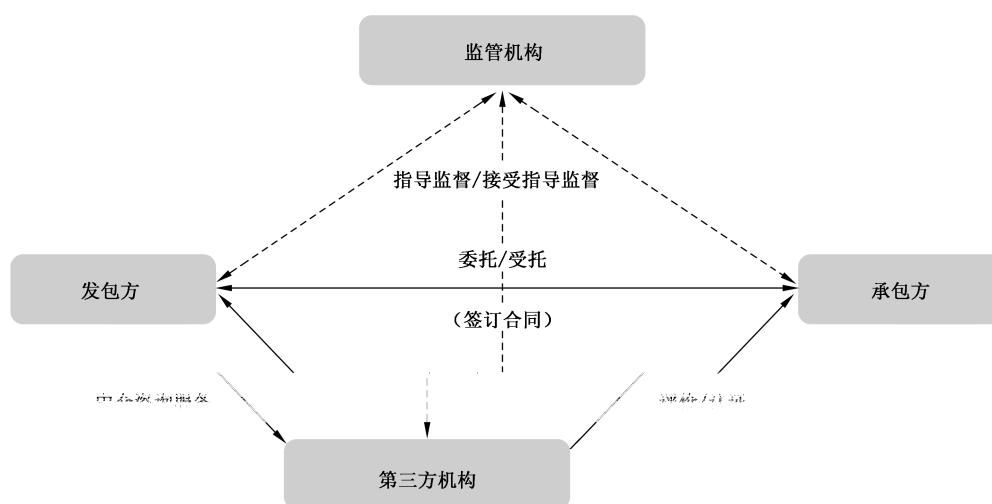 监管机构
指导监督/接受指导监督
委托/受托
发包方
承包方
（签订合同）
第三方机构